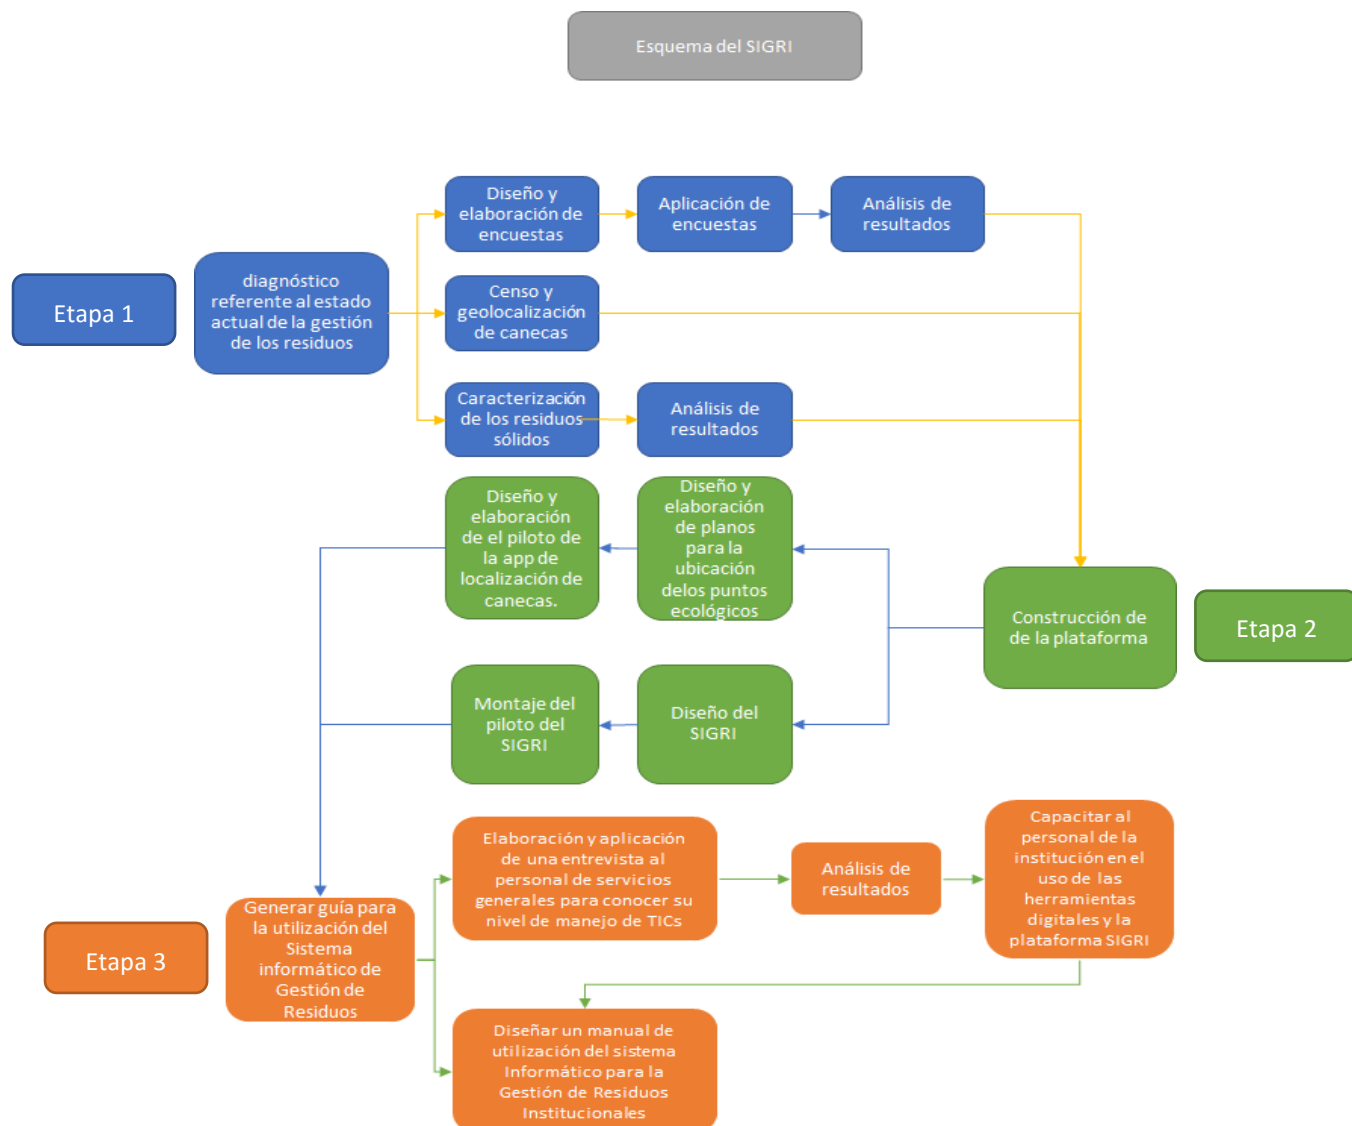 Esquema del SIGRI
Diseño y
elaboración de
encuestas
Aplicación de
encuestas
Análisis de
resultados
Etapa 1
diagnóstico
referente al estado
actual de la gestión
de los residuos
Censo y
geolocalización
de canecas
Caracterización
de los residuos
sólidos
Análisis de
resultados
Diseño y
elaboración
de el piloto de
la app de
localización de
canecas.
Diseño y
elaboración
de planos
para la
ubicación
delos puntos
ecológicos
Construcción de
de la plataforma
Etapa 2
Montaje del
piloto del
SIGRI
Diseño del
SIGRI
Elaboración y aplicación
de una entrevista al
personal de servicios
generales para conocer su
nivel de manejo de TICs
Análisis de
resultados
Capacitar al
personal de la
institución en el
uso de las
herramientas
digitales y la
plataforma SIGRI
Etapa 3
Generar guía para
la utilización del
Sistema
informático de
Gestión de
Residuos
Diseñar un manual de
utilización del sistema
Informático para la
Gestión de Residuos
Institucionales